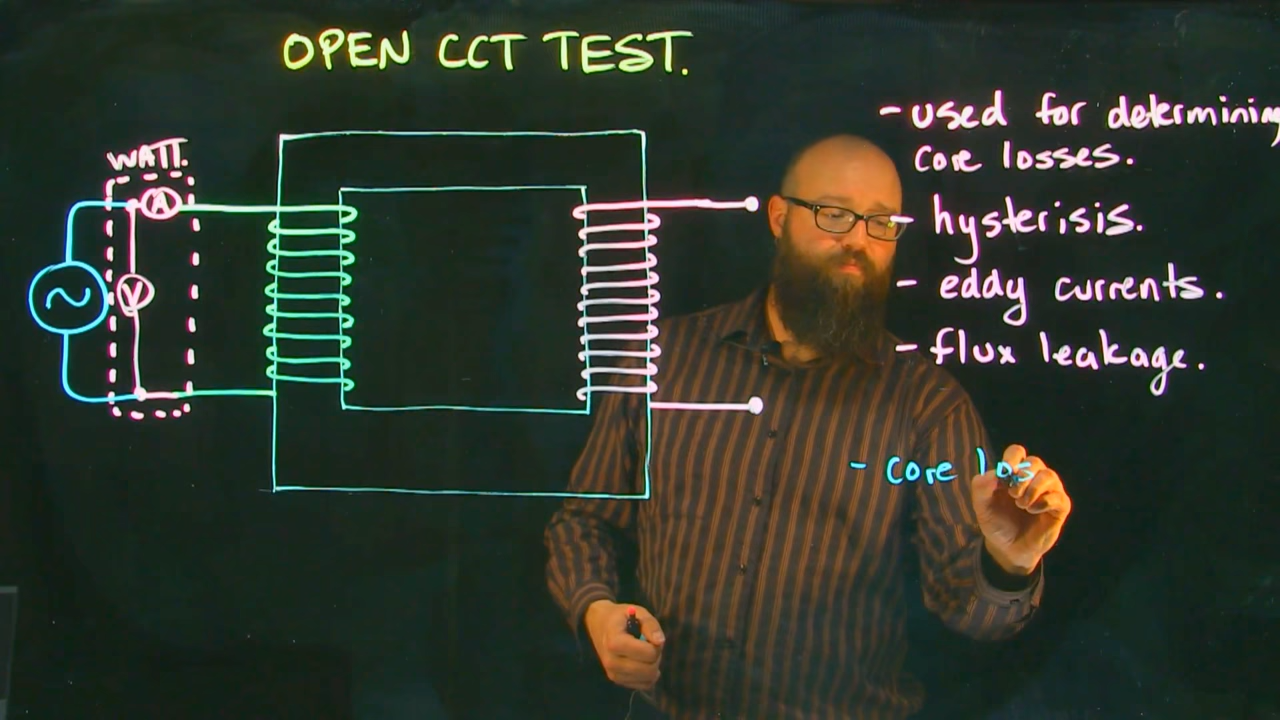 OPEN CCT TEST.
WATT.
A
V
- used for determining
core losses.
- hysterisis.
- eddy currents.
- flux leakage.
- core los